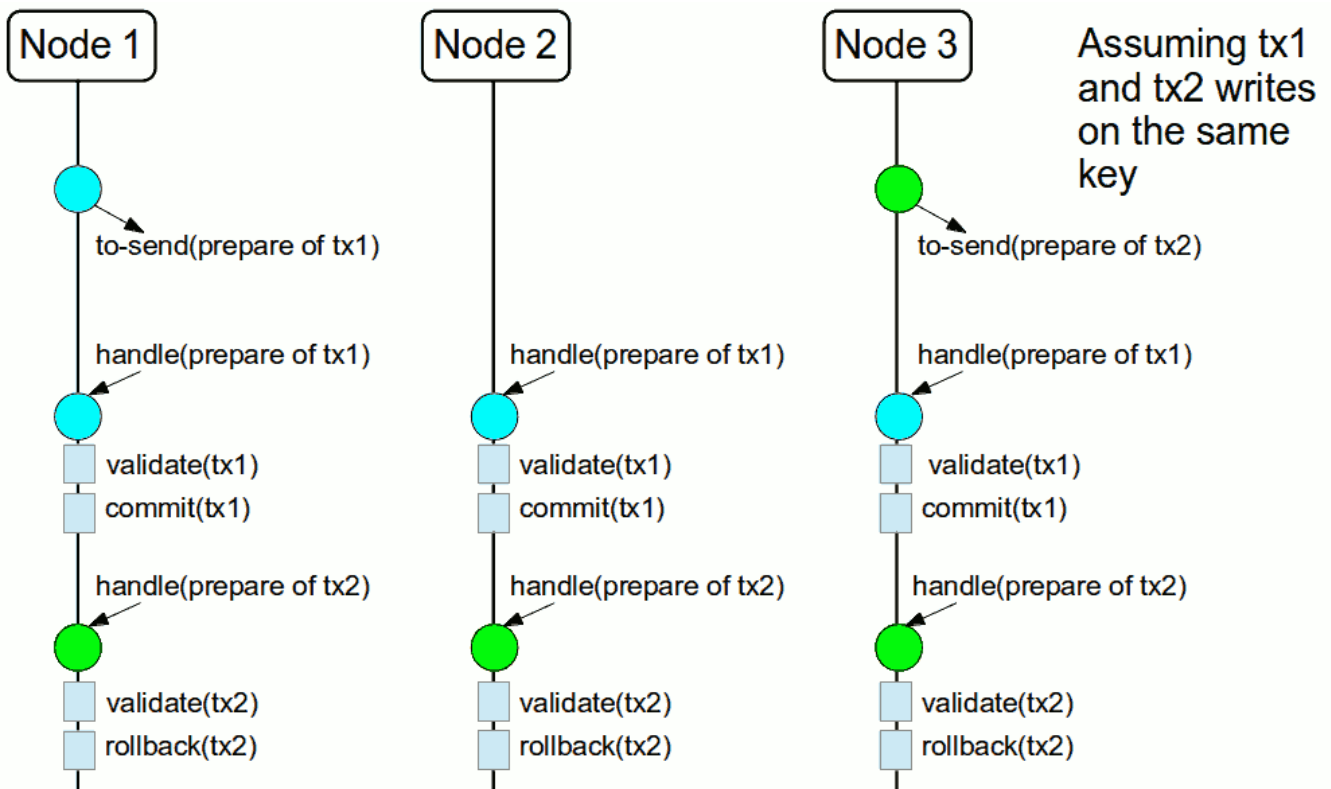 Node 1
Node 2
Node 3
Assuming tx1
and tx2 writes
on the same
key
to-send(prepare of tx1)
to-send(prepare of tx2)
handle(prepare of tx1)
handle(prepare of tx1)
handle(prepare of tx1)
validate(tx1)
validate(tx1)
validate(tx1)
commit(tx1)
commit(tx1)
commit(tx1)
handle(prepare of tx2)
handle(prepare of tx2)
handle(prepare of tx2)
validate(tx2)
validate(tx2)
validate(tx2)
rollback(tx2)
rollback(tx2)
rollback(tx2)